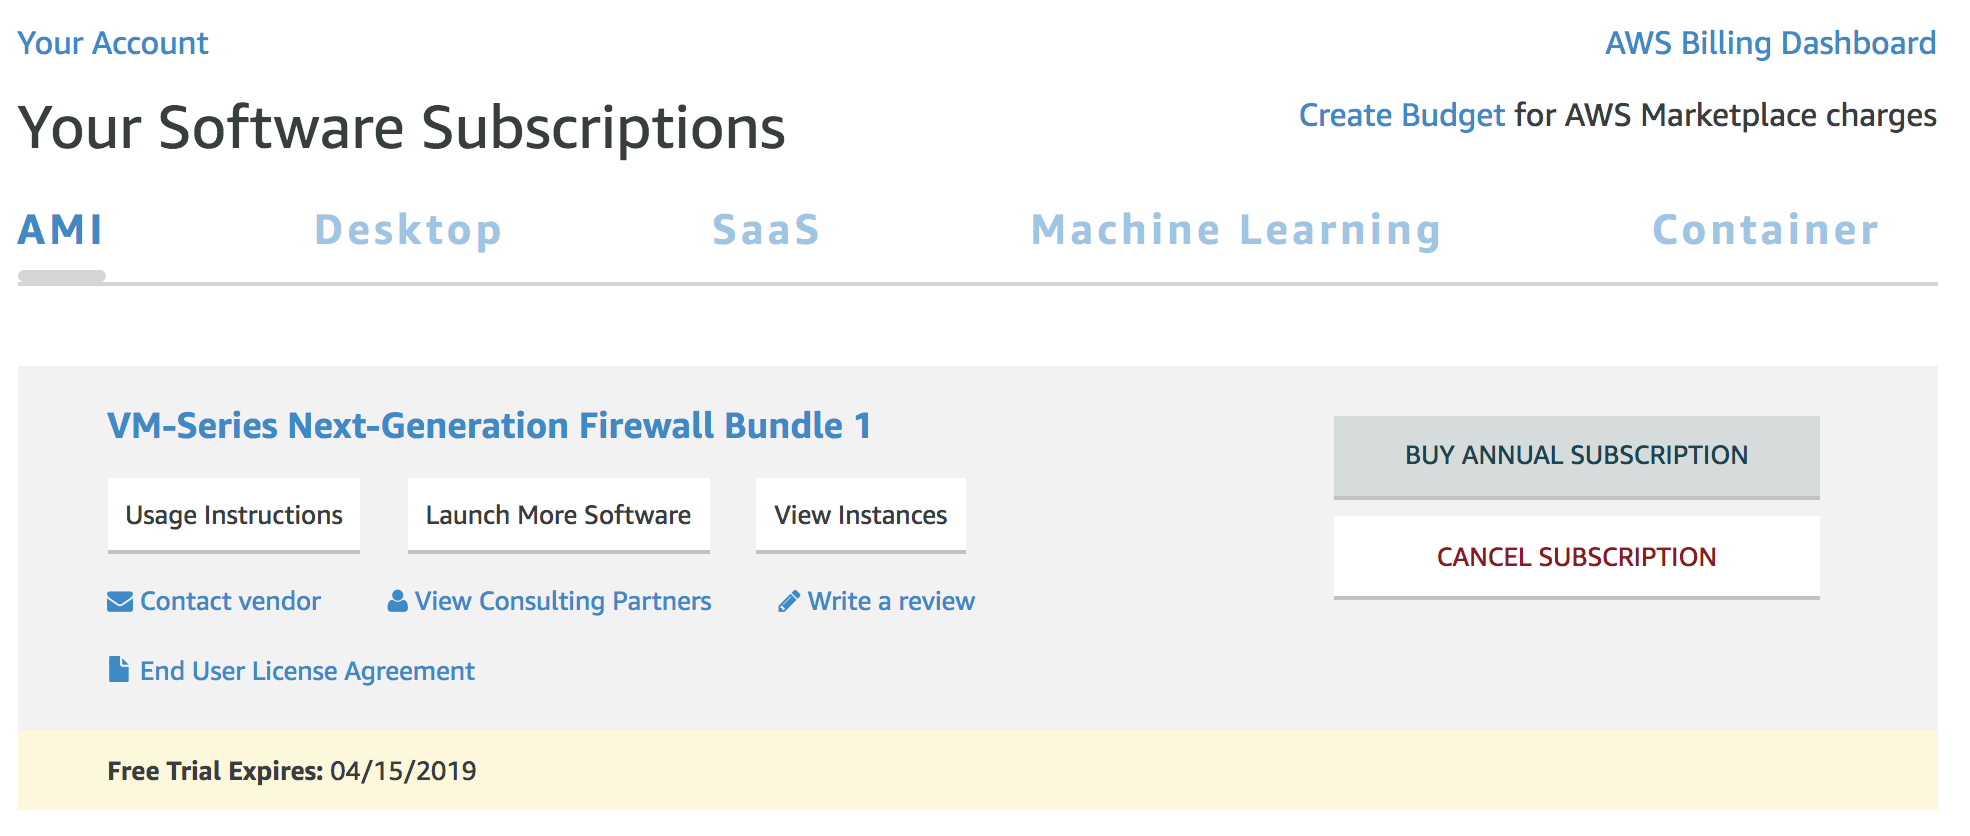 Your Account
AWS Billing Dashboard
Your Software Subscriptions
Create Budget for AWS Marketplace charges
AMI
Desktop
SaaS
Machine Learning
Container
VM-Series Next-Generation Firewall Bundle 1
BUY ANNUAL SUBSCRIPTION
Usage Instructions
Launch More Software
View Instances
CANCEL SUBSCRIPTION
Contact vendor
View Consulting Partners
Write a review
End User License Agreement
Free Trial Expires: 04/15/2019